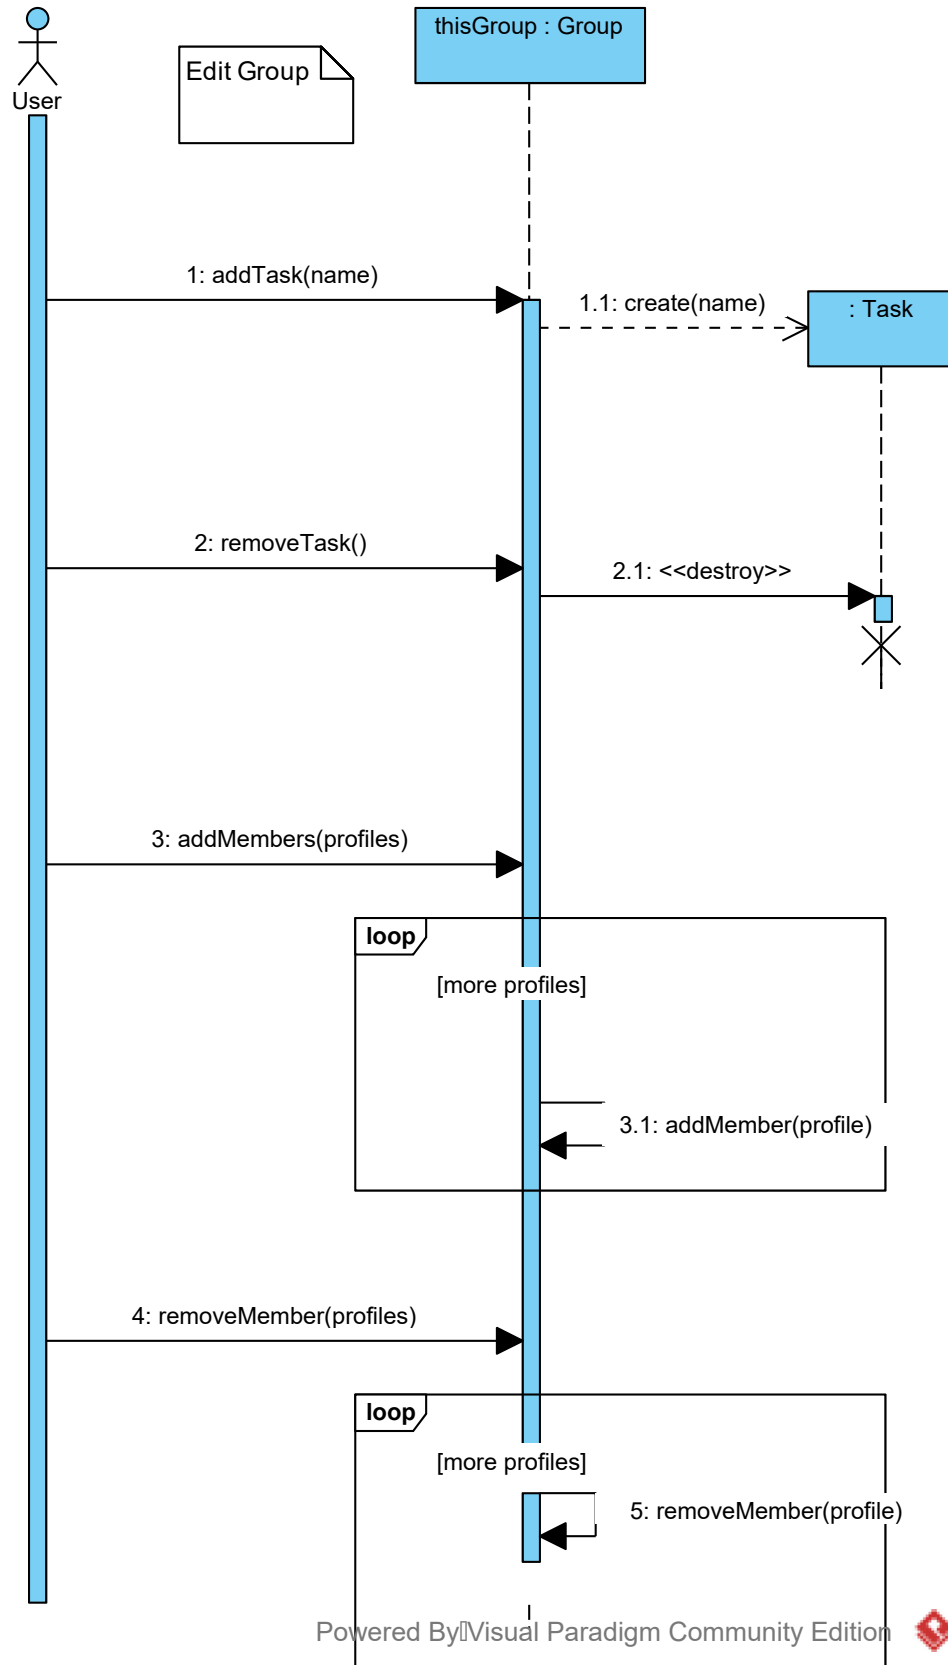 thisGroup : Group
Edit Group
User
1: addTask(name)
1.1: create(name)
: Task
2: removeTask()
2.1: <<destroy>>
3: addMembers(profiles)
loop
[more profiles]
3.1: addMember(profile)
4: removeMember(profiles)
loop
[more profiles]
5: removeMember(profile)
Powered By Visual Paradigm Community Edition